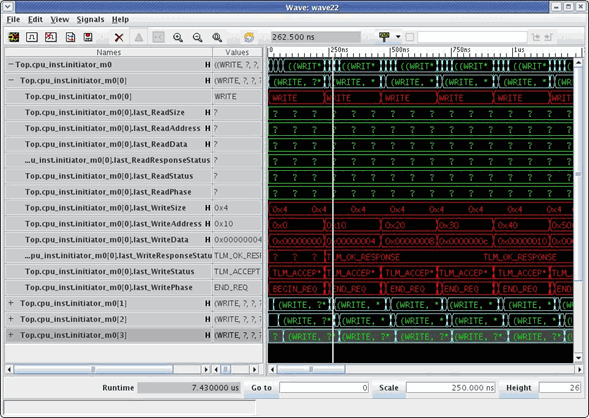 Wave: wave22
File Edit View Signals Help
262.500 ns
Names Values
0 250ns 500ns 750ns 1us
Top.cpu_inst.initiator_m0 H ((WRITE, ?, ?,
Top.cpu_inst.initiator_m0[0] H (WRITE, ?, ?,
Top.cpu_inst.initiator_m0[0] WRITE
Top.cpu_inst.initiator_m0[0].last_ReadSize H ?
Top.cpu_inst.initiator_m0[0].last_ReadAddress H ?
Top.cpu_inst.initiator_m0[0].last_ReadData H ?
...u_inst.initiator_m0[0].last_ReadResponseStatus ?
Top.cpu_inst.initiator_m0[0].last_ReadStatus ?
Top.cpu_inst.initiator_m0[0].last_ReadPhase ?
Top.cpu_inst.initiator_m0[0].last_WriteSize H 0x4
Top.cpu_inst.initiator_m0[0].last_WriteAddress H 0x10
Top.cpu_inst.initiator_m0[0].last_WriteData H 0x00000004
...pu_inst.initiator_m0[0].last_WriteResponseStatu TLM_OK_RESP
Top.cpu_inst.initiator_m0[0].last_WriteStatus TLM_ACCEPT
Top.cpu_inst.initiator_m0[0].last_WritePhase END_REQ
Top.cpu_inst.initiator_m0[1] H (WRITE, ?, ?,
Top.cpu_inst.initiator_m0[2] H (WRITE, ?, ?,
Top.cpu_inst.initiator_m0[3] H (WRITE, ?, ?,
((WRIT* ((WRIT* ((WRIT* ((WRIT*
(WRITE, ?* (WRITE, * (WRITE, * (WRITE, * (WRITE, *
WRITE WRITE WRITE WRITE WRITE
? ? ? ? ? ? ? ? ? ? ? ? ? ?
? ? ? ? ? ? ? ? ? ? ? ? ? ?
? ? ? ? ? ? ? ? ? ? ? ? ? ?
? ? ? ? ? ? ? ? ? ? ? ? ? ?
? ? ? ? ? ? ? ? ? ? ? ? ? ?
? ? ? ? ? ? ? ? ? ? ? ? ? ?
0x4 0x4 0x4 0x4 0x4 0x4 0x4 0x4
0x0 0x10 0x20 0x30 0x40 0x50
0x00000000 0x00000004 0x00000008 0x0000000c 0x00000010
? ? ? TLM_OK_RESPONSE TLM_OK_RESPONSE
TLM_ACCEP* TLM_ACCEP* TLM_ACCEP* TLM_ACCEP* TLM_ACCEP*
BEGIN_REQ END_REQ END_REQ END_REQ END_REQ
(WRITE, ?* (WRITE, * (WRITE, * (WRITE, * (WRITE, *
(WRITE, ?* (WRITE, * (WRITE, * (WRITE, * (WRITE, *
? (WRITE, ?* (WRITE, * (WRITE, * (WRITE, * (WRITE, *
Runtime 7.430000 us Go to 0 Scale 250.000 ns Height 26